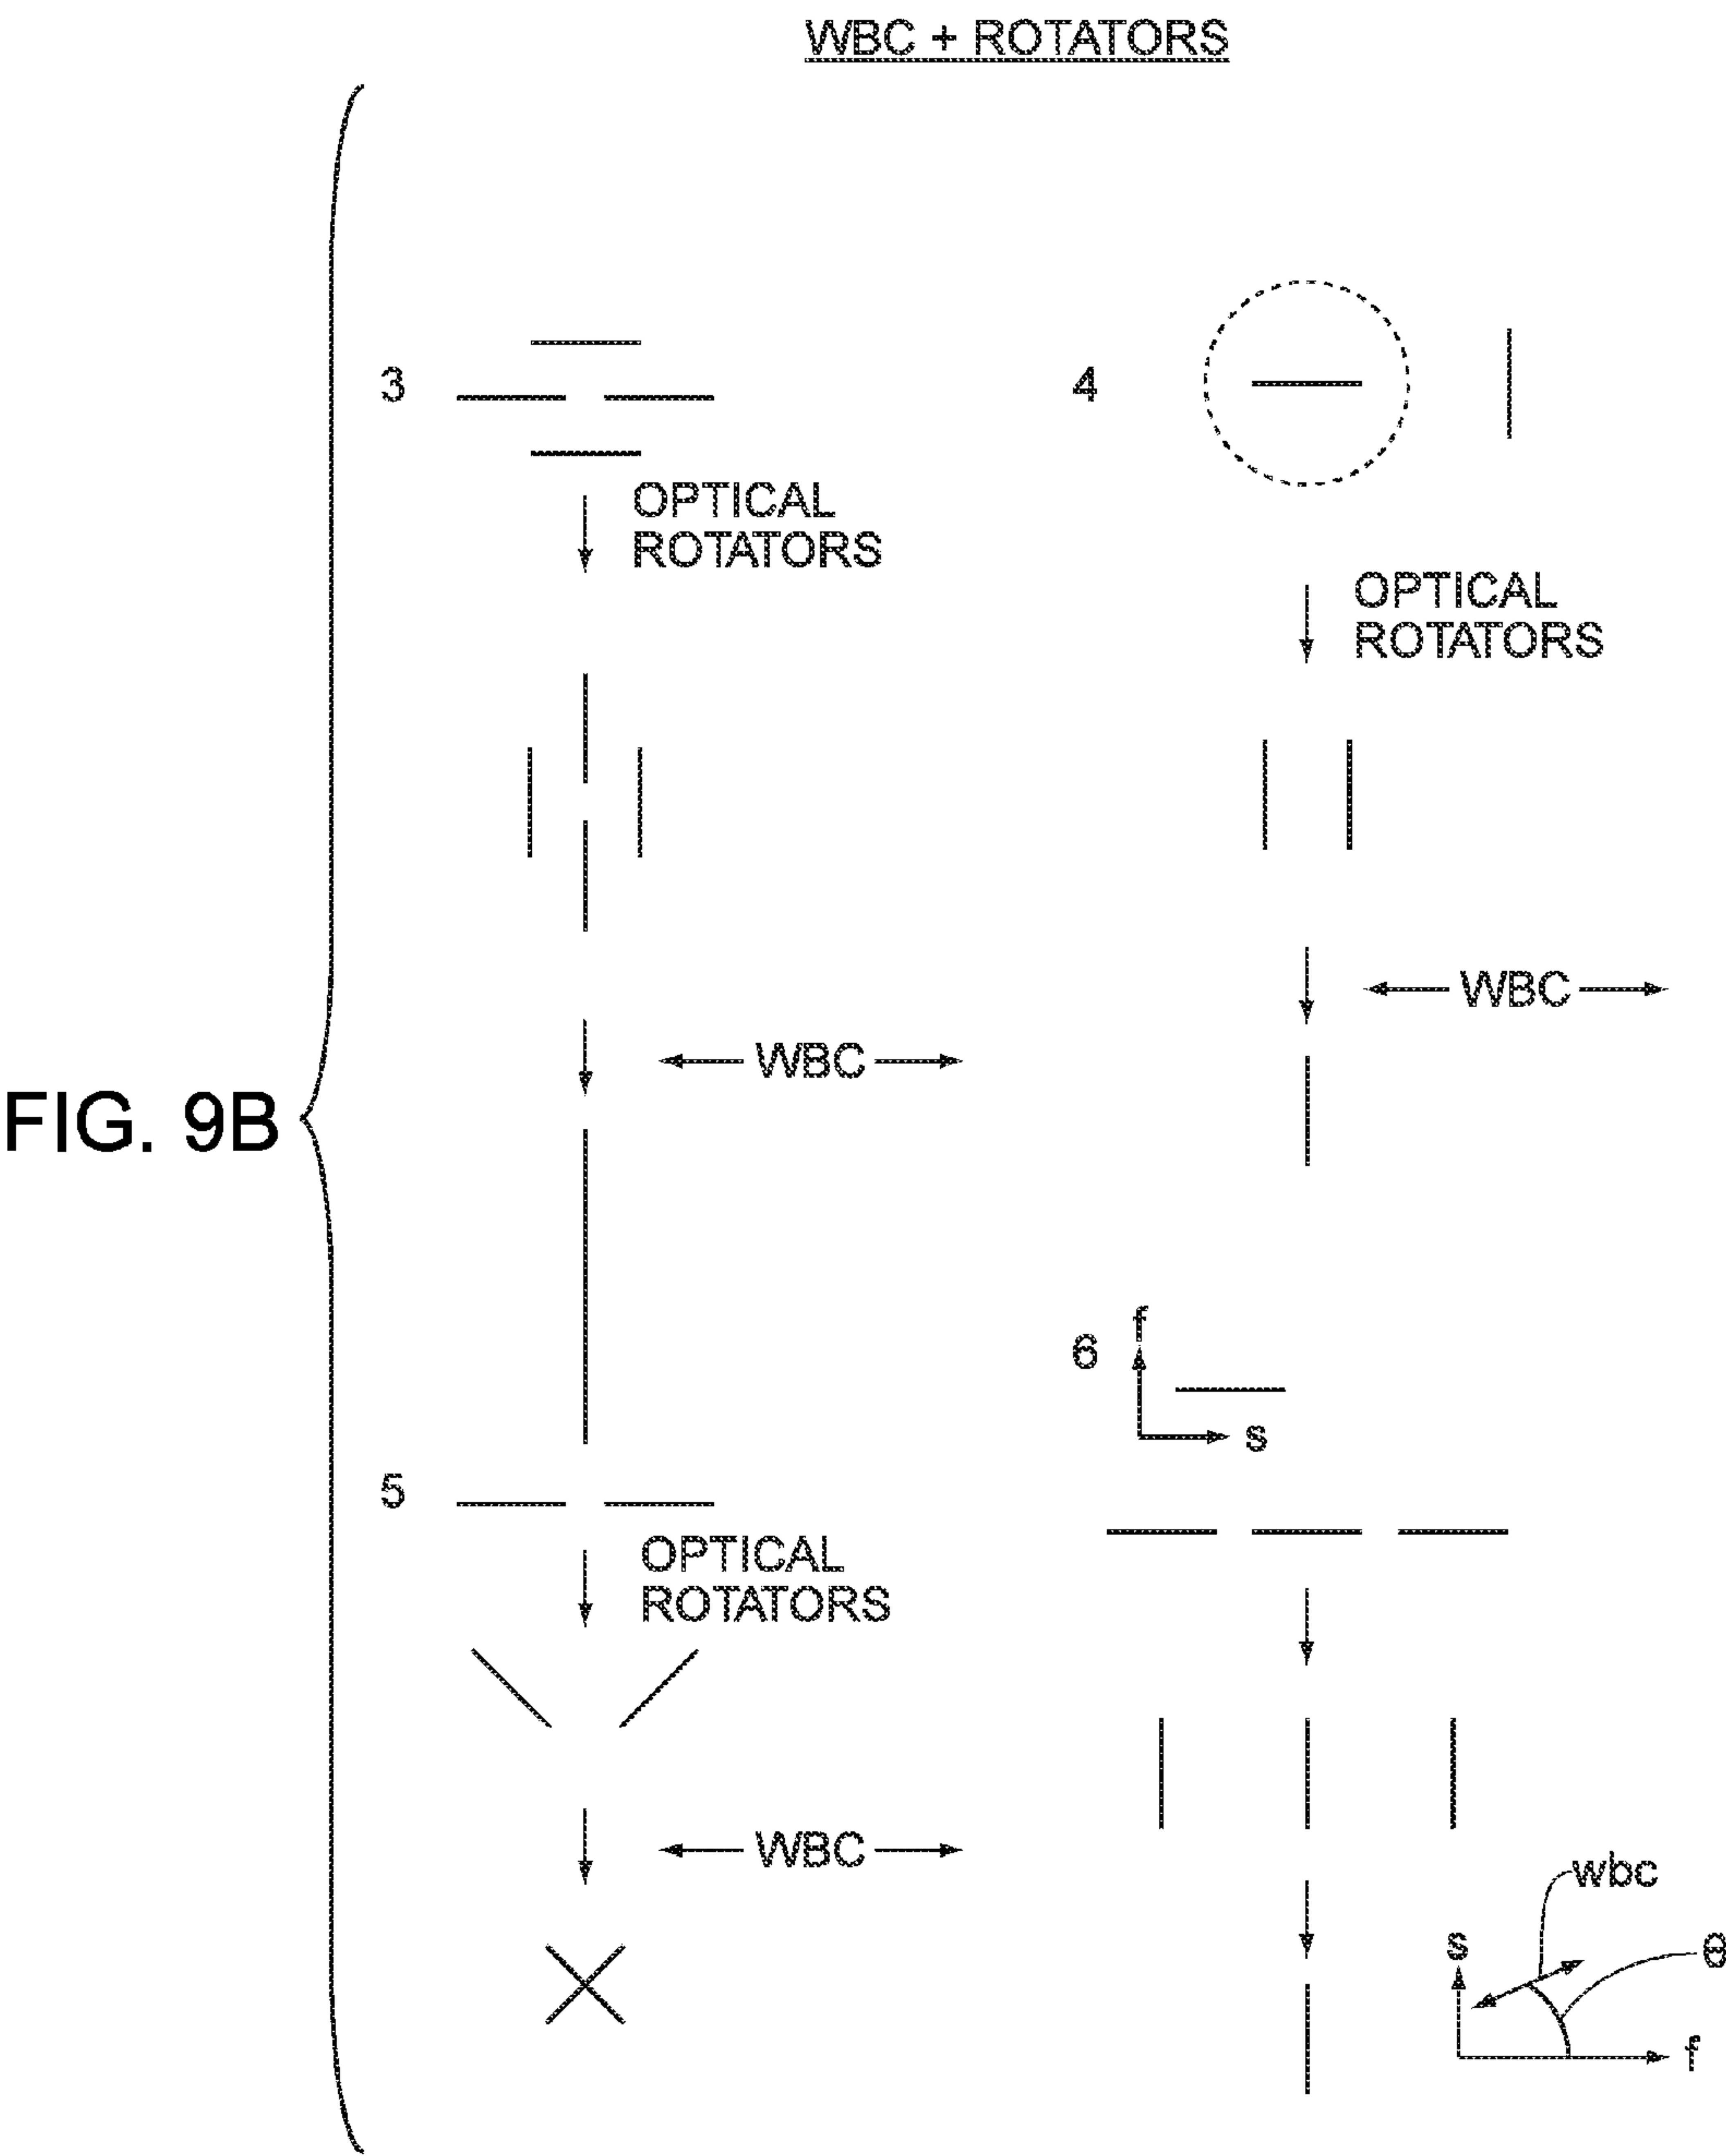 WBC + ROTATORS
3
OPTICAL
ROTATORS
WBC
4
OPTICAL
ROTATORS
WBC
FIG. 9B
5
OPTICAL
ROTATORS
WBC
6
f
s
wbc
s
θ
f